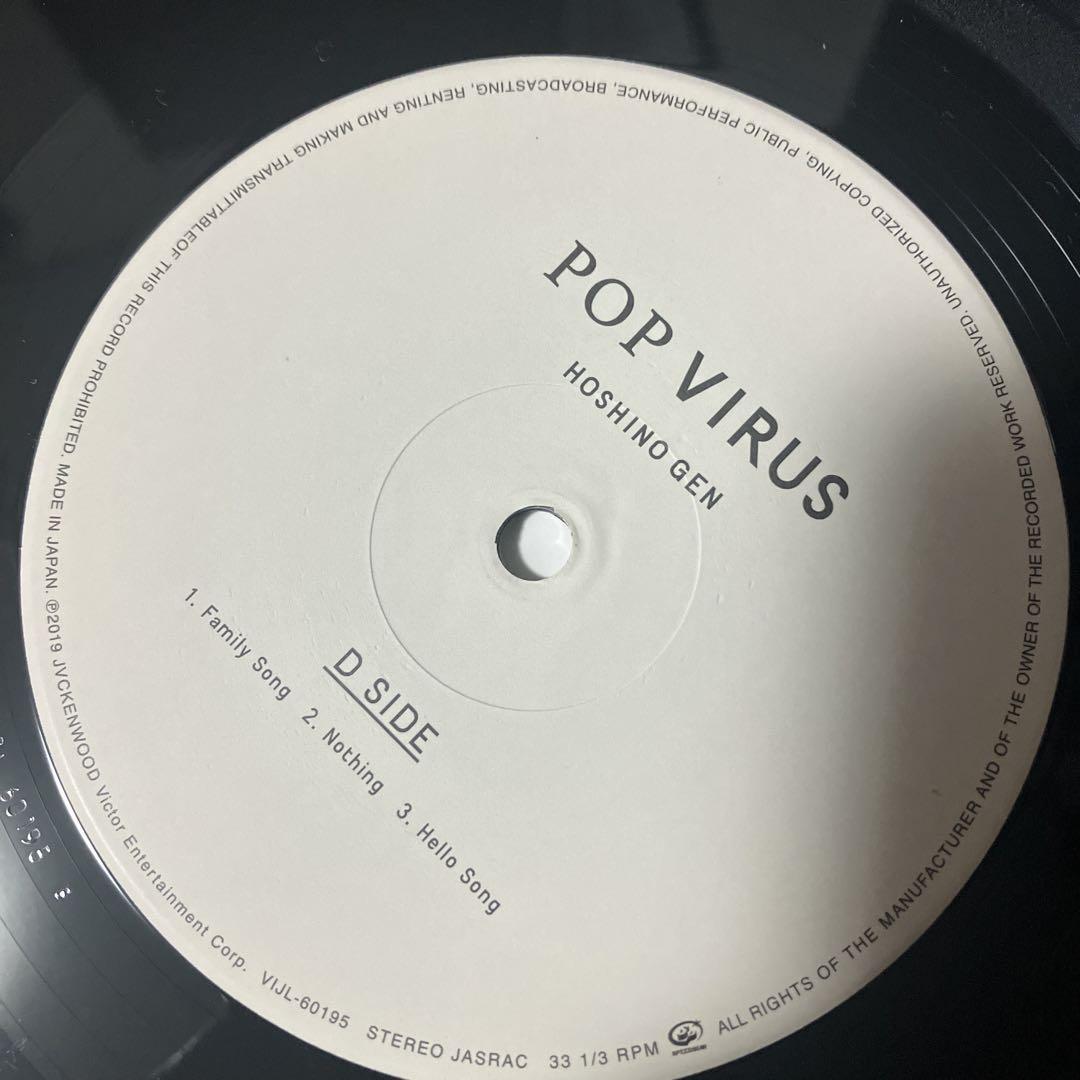 POP VIRUS
HOSHINO GEN
D SIDE
1. Family Song 2. Nothing 3. Hello Song
ALL RIGHTS OF THE MANUFACTURER AND OF THE OWNER OF THE RECORDED WORK RESERVED. UNAUTHORIZED COPYING, PUBLIC PERFORMANCE, BROADCASTING, RENTING AND MAKING TRANSMITTABLEOF THIS RECORD PROHIBITED. MADE IN JAPAN. ℗2019 JVCKENWOOD Victor Entertainment Corp. VIJL-60195 STEREO JASRAC 33 1/3 RPM
60195